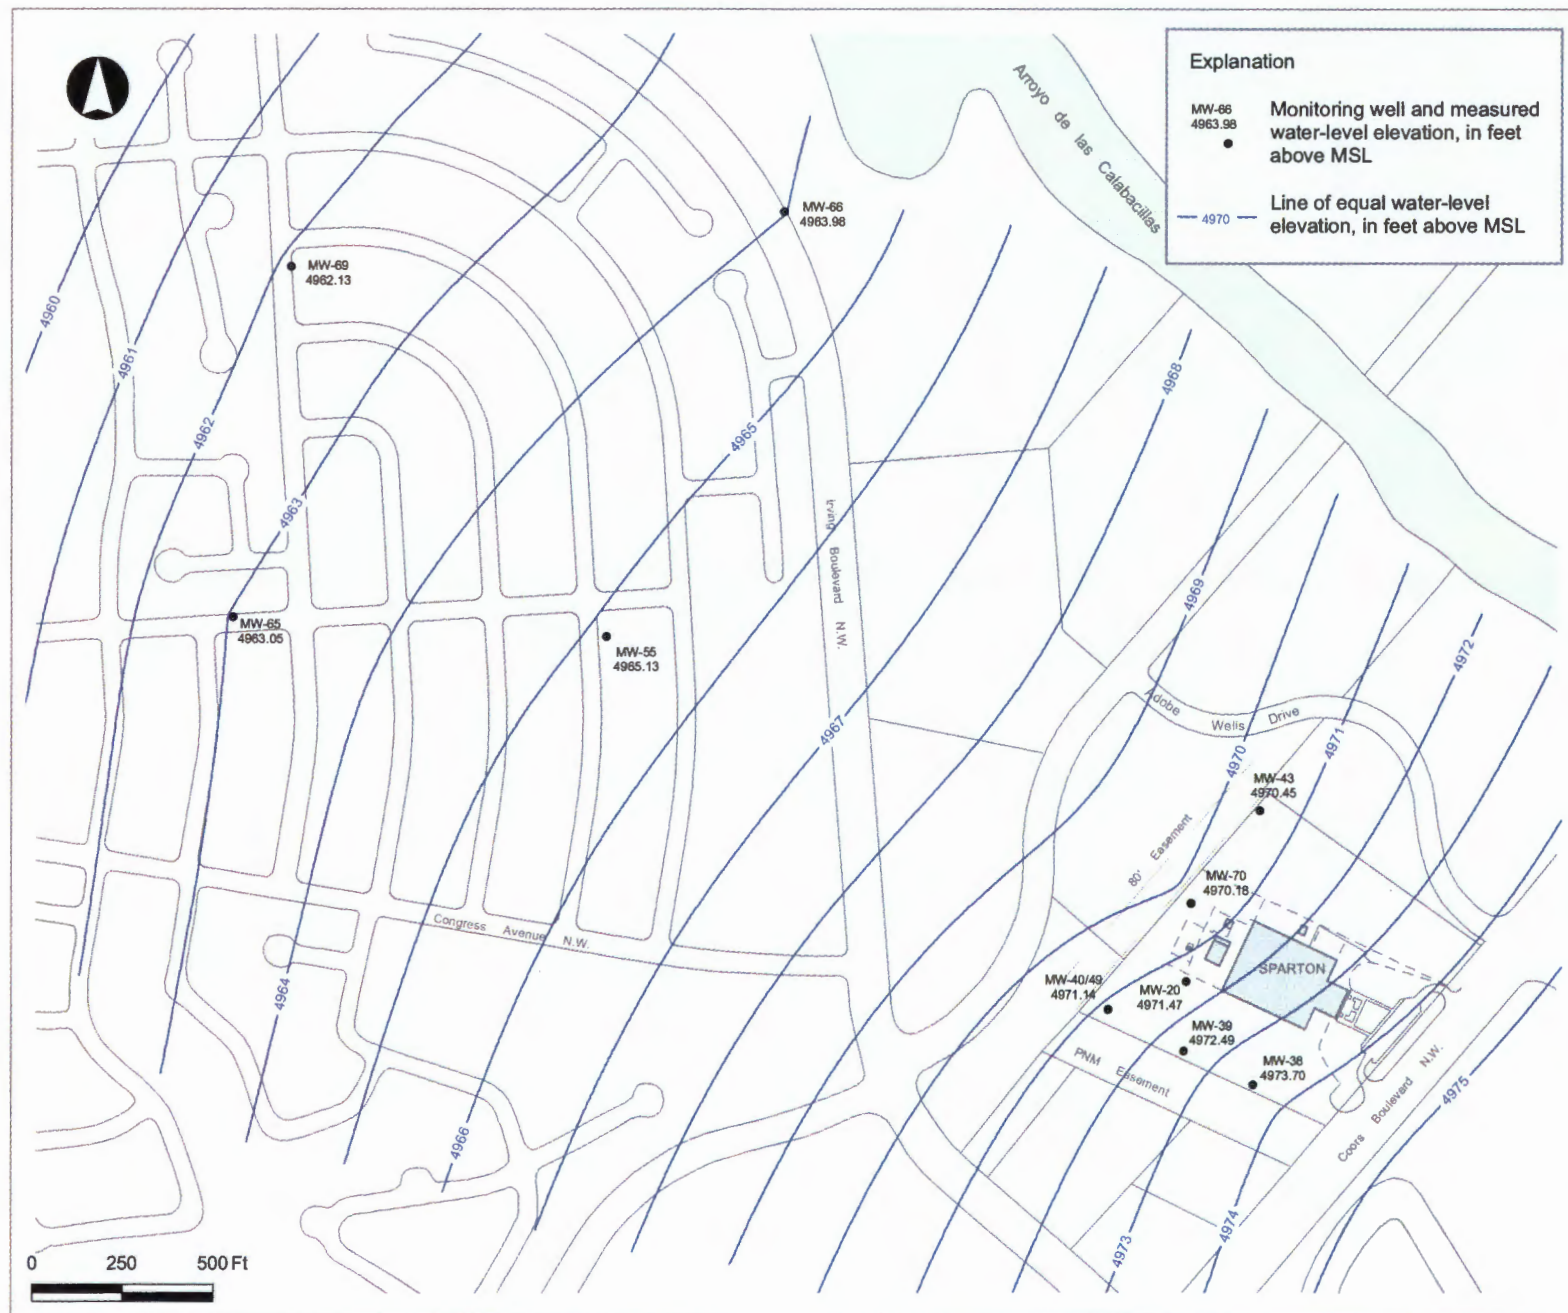 Explanation
MW-66
4963.98
Monitoring well and measured
water-level elevation, in feet
above MSL
4970
Line of equal water-level
elevation, in feet above MSL
Arroyo de las Calabacillas
MW-66
4963.98
MW-69
4962.13
4960
4961
4962
4963
4965
4968
Irving Boulevard N.W.
4969
MW-65
4963.05
MW-55
4965.13
4972
Adobe Wells Drive
4967
4970
4971
MW-43
4970.45
80' Easement
MW-70
4970.18
Congress Avenue N.W.
SPARTON
4964
MW-40/49
4971.14
MW-20
4971.47
MW-39
4972.49
PNM Easement
MW-38
4973.70
Coors Boulevard N.W.
4975
4966
4973
4974
0 250 500 Ft